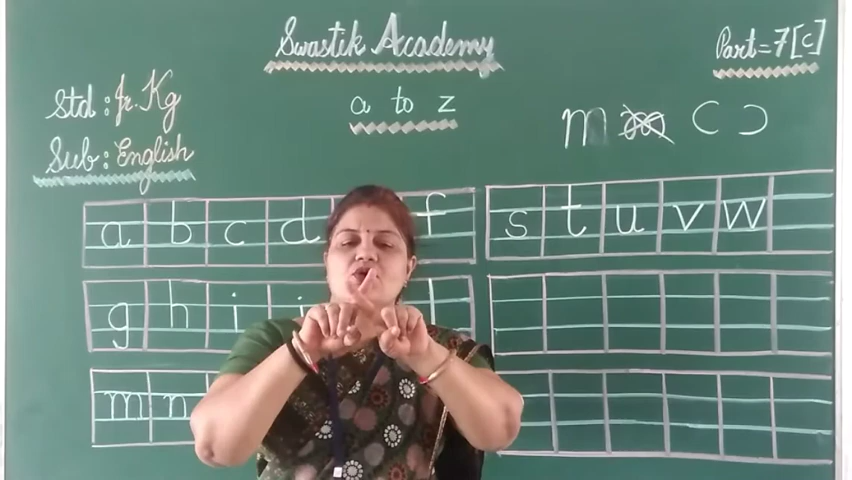 Swastik Academy
Part=7[c]
Std: Jr. Kg
a to z
Sub: English
m c
a b c d f
s t u v w
g h i j
m n